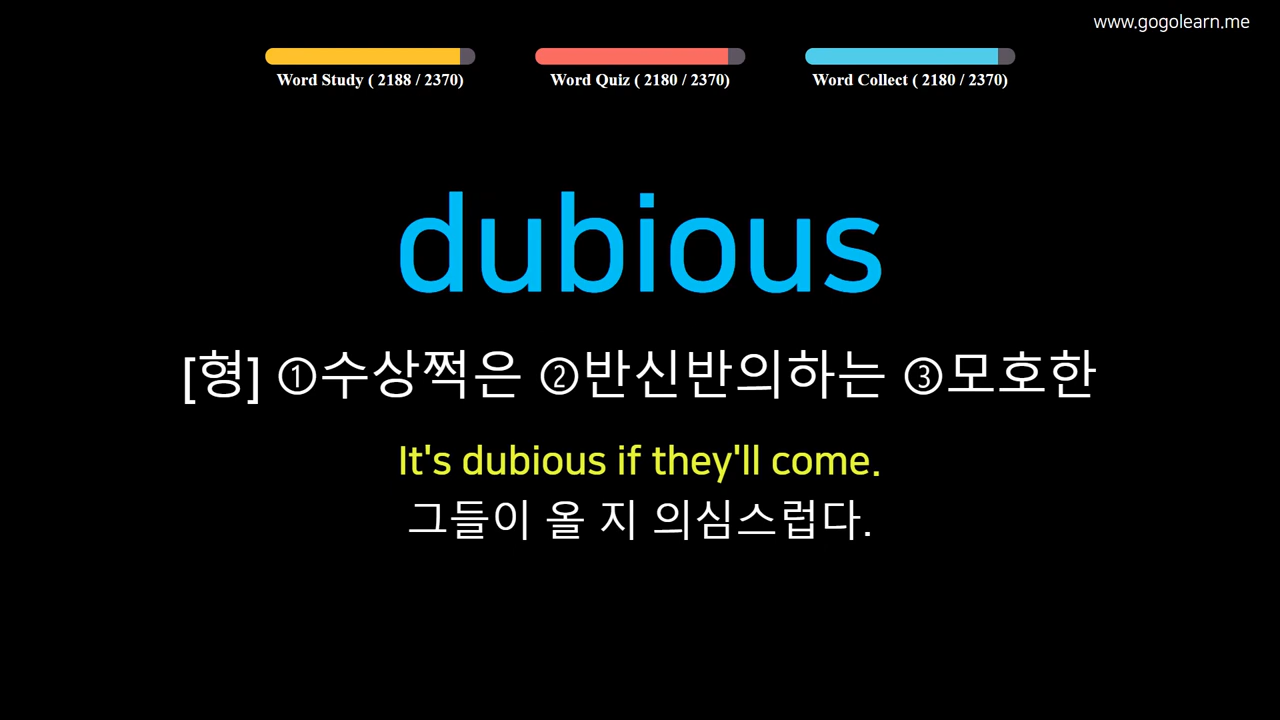 www.gogolearn.me
Word Study ( 2188 / 2370) Word Quiz ( 2180 / 2370) Word Collect ( 2180 / 2370)
dubious
[형] ①수상쩍은 ②반신반의하는 ③모호한
It's dubious if they'll come.
그들이 올 지 의심스럽다.